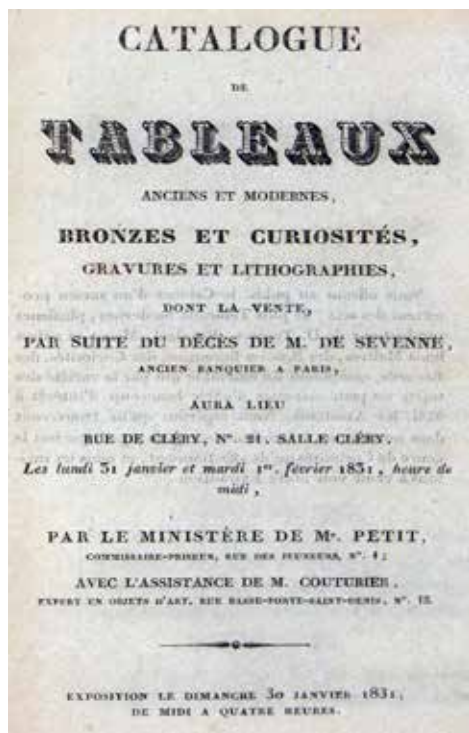 CATALOGUE
DE
TABLEAUX
ANCIENS ET MODERNES,
BRONZES ET CURIOSITÉS,
GRAVURES ET LITHOGRAPHIES,
DONT LA VENTE,
PAR SUITE DU DÉCÈS DE M. DE SEVENNE,
ANCIEN BANQUIER A PARIS,
AURA LIEU
RUE DE CLÉRY, N°. 21, SALLE CLÉRY,
Les lundi 31 janvier et mardi 1er. février 1831, heure de
midi,
PAR LE MINISTÈRE DE Me. PETIT,
COMMISSAIRE-PRISEUR, RUE DES JEUNEURS, N°. 4;
AVEC L'ASSISTANCE DE M. COUTURIER,
EXPERT EN OBJETS D'ART, RUE BASSE-PORTE-SAINT-DENIS, N°.
EXPOSITION LE DIMANCHE 30 JANVIER 1831,
DE MIDI A QUATRE HEURES.